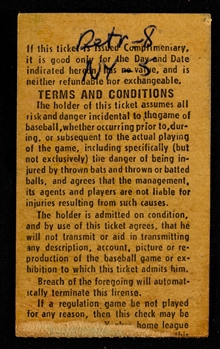 Detr-8
If this ticket is issued Complimentary,
it is good only for the Day and Date
indicated herein, has no value, and is
neither refundable nor exchangeable.
TERMS AND CONDITIONS
The holder of this ticket assumes all
risk and danger incidental to the game
of baseball, whether occurring prior to, dur-
ing, or subsequent to the actual playing
of the game, including specifically (but
not exclusively) the danger of being in-
jured by thrown bats and thrown or batted
balls, and agrees that the management,
its agents and players are not liable for
injuries resulting from such causes.
The holder is admitted on condition,
and by use of this ticket agrees, that he
will not transmit or aid in transmitting
any description, account, picture or re-
production of the baseball game or ex-
hibition to which this ticket admits him.
Breach of the foregoing will automat-
ically terminate this license.
If a regulation game be not played
for any reason, then this check may be
home league
this